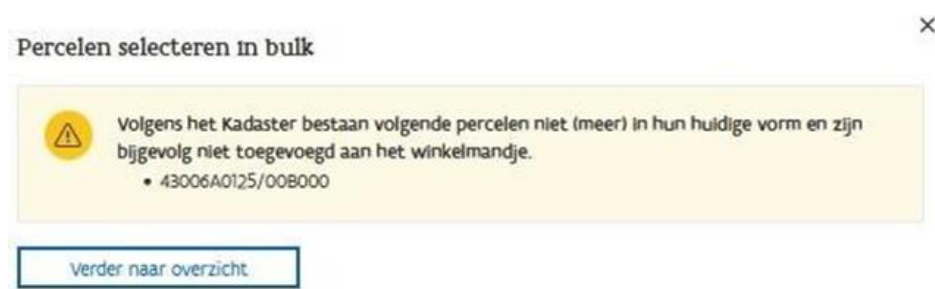 Percelen selecteren in bulk
Volgens het Kadaster bestaan volgende percelen niet (meer) in hun huidige vorm en zijn
bijgevolg niet toegevoegd aan het winkelmandje.
• 43006A0125/00B000
Verder naar overzicht